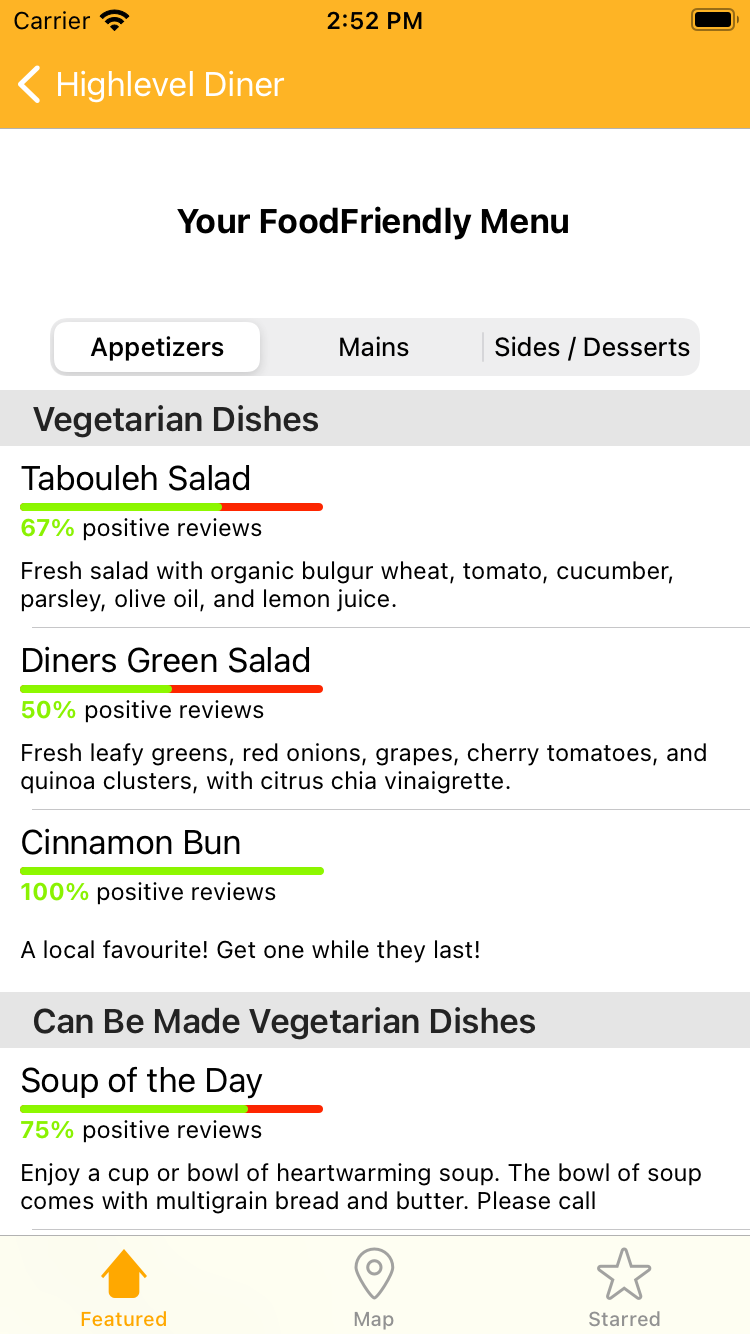 Carrier 2:52 PM
Highlevel Diner
Your FoodFriendly Menu
Appetizers Mains Sides / Desserts
Vegetarian Dishes
Tabouleh Salad
67% positive reviews
Fresh salad with organic bulgur wheat, tomato, cucumber,
parsley, olive oil, and lemon juice.
Diners Green Salad
50% positive reviews
Fresh leafy greens, red onions, grapes, cherry tomatoes, and
quinoa clusters, with citrus chia vinaigrette.
Cinnamon Bun
100% positive reviews
A local favourite! Get one while they last!
Can Be Made Vegetarian Dishes
Soup of the Day
75% positive reviews
Enjoy a cup or bowl of heartwarming soup. The bowl of soup
comes with multigrain bread and butter. Please call
Featured Map Starred